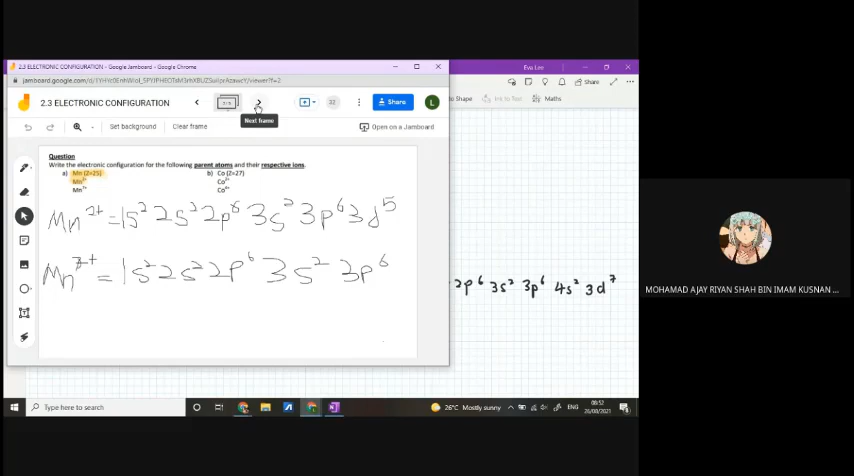 2.3 ELECTRONIC CONFIGURATION - Google Jamboard - Google Chrome
Eva Lee
Share
to Shape
Ink to Text
Maths
2.3 ELECTRONIC CONFIGURATION
22
Share
L
Next frame
Set background
Clear frame
Open on a Jamboard
Question
Write the electronic configuration for the following parent atoms and their respective ions.
a) Mn (Z=25)
b) Co (Z=27)
Mn²⁺
Co²⁺
Mn⁷⁺
Mn²⁺ = 1s² 2s² 2p⁶ 3s² 3p⁶ 3d⁵
Mn⁷⁺ = 1s² 2s² 2p⁶ 3s² 3p⁶
2p⁶ 3s² 3p⁶ 4s² 3d⁷
MOHAMAD AJAY RIYAN SHAH BIN IMAM KUSNAN ...
Type here to search
26°C Mostly sunny
ENG
08:52
26/08/2021